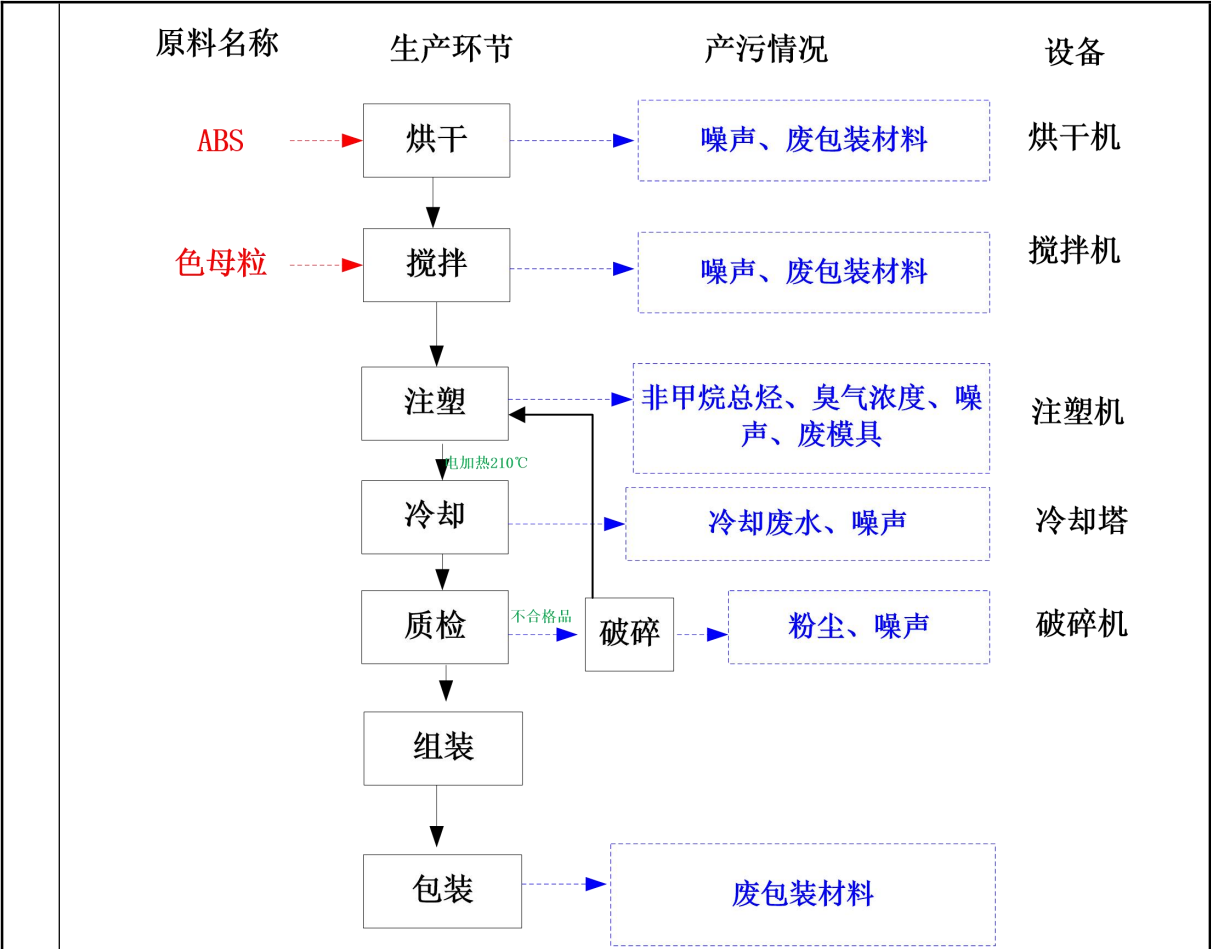 原料名称 生产环节 产污情况 设备
ABS 烘干 噪声、废包装材料 烘干机
色母粒 搅拌 噪声、废包装材料 搅拌机
注塑 非甲烷总烃、臭气浓度、噪
声、废模具 注塑机
电加热210℃
冷却 冷却废水、噪声 冷却塔
质检 不合格品 破碎 粉尘、噪声 破碎机
组装
包装 废包装材料